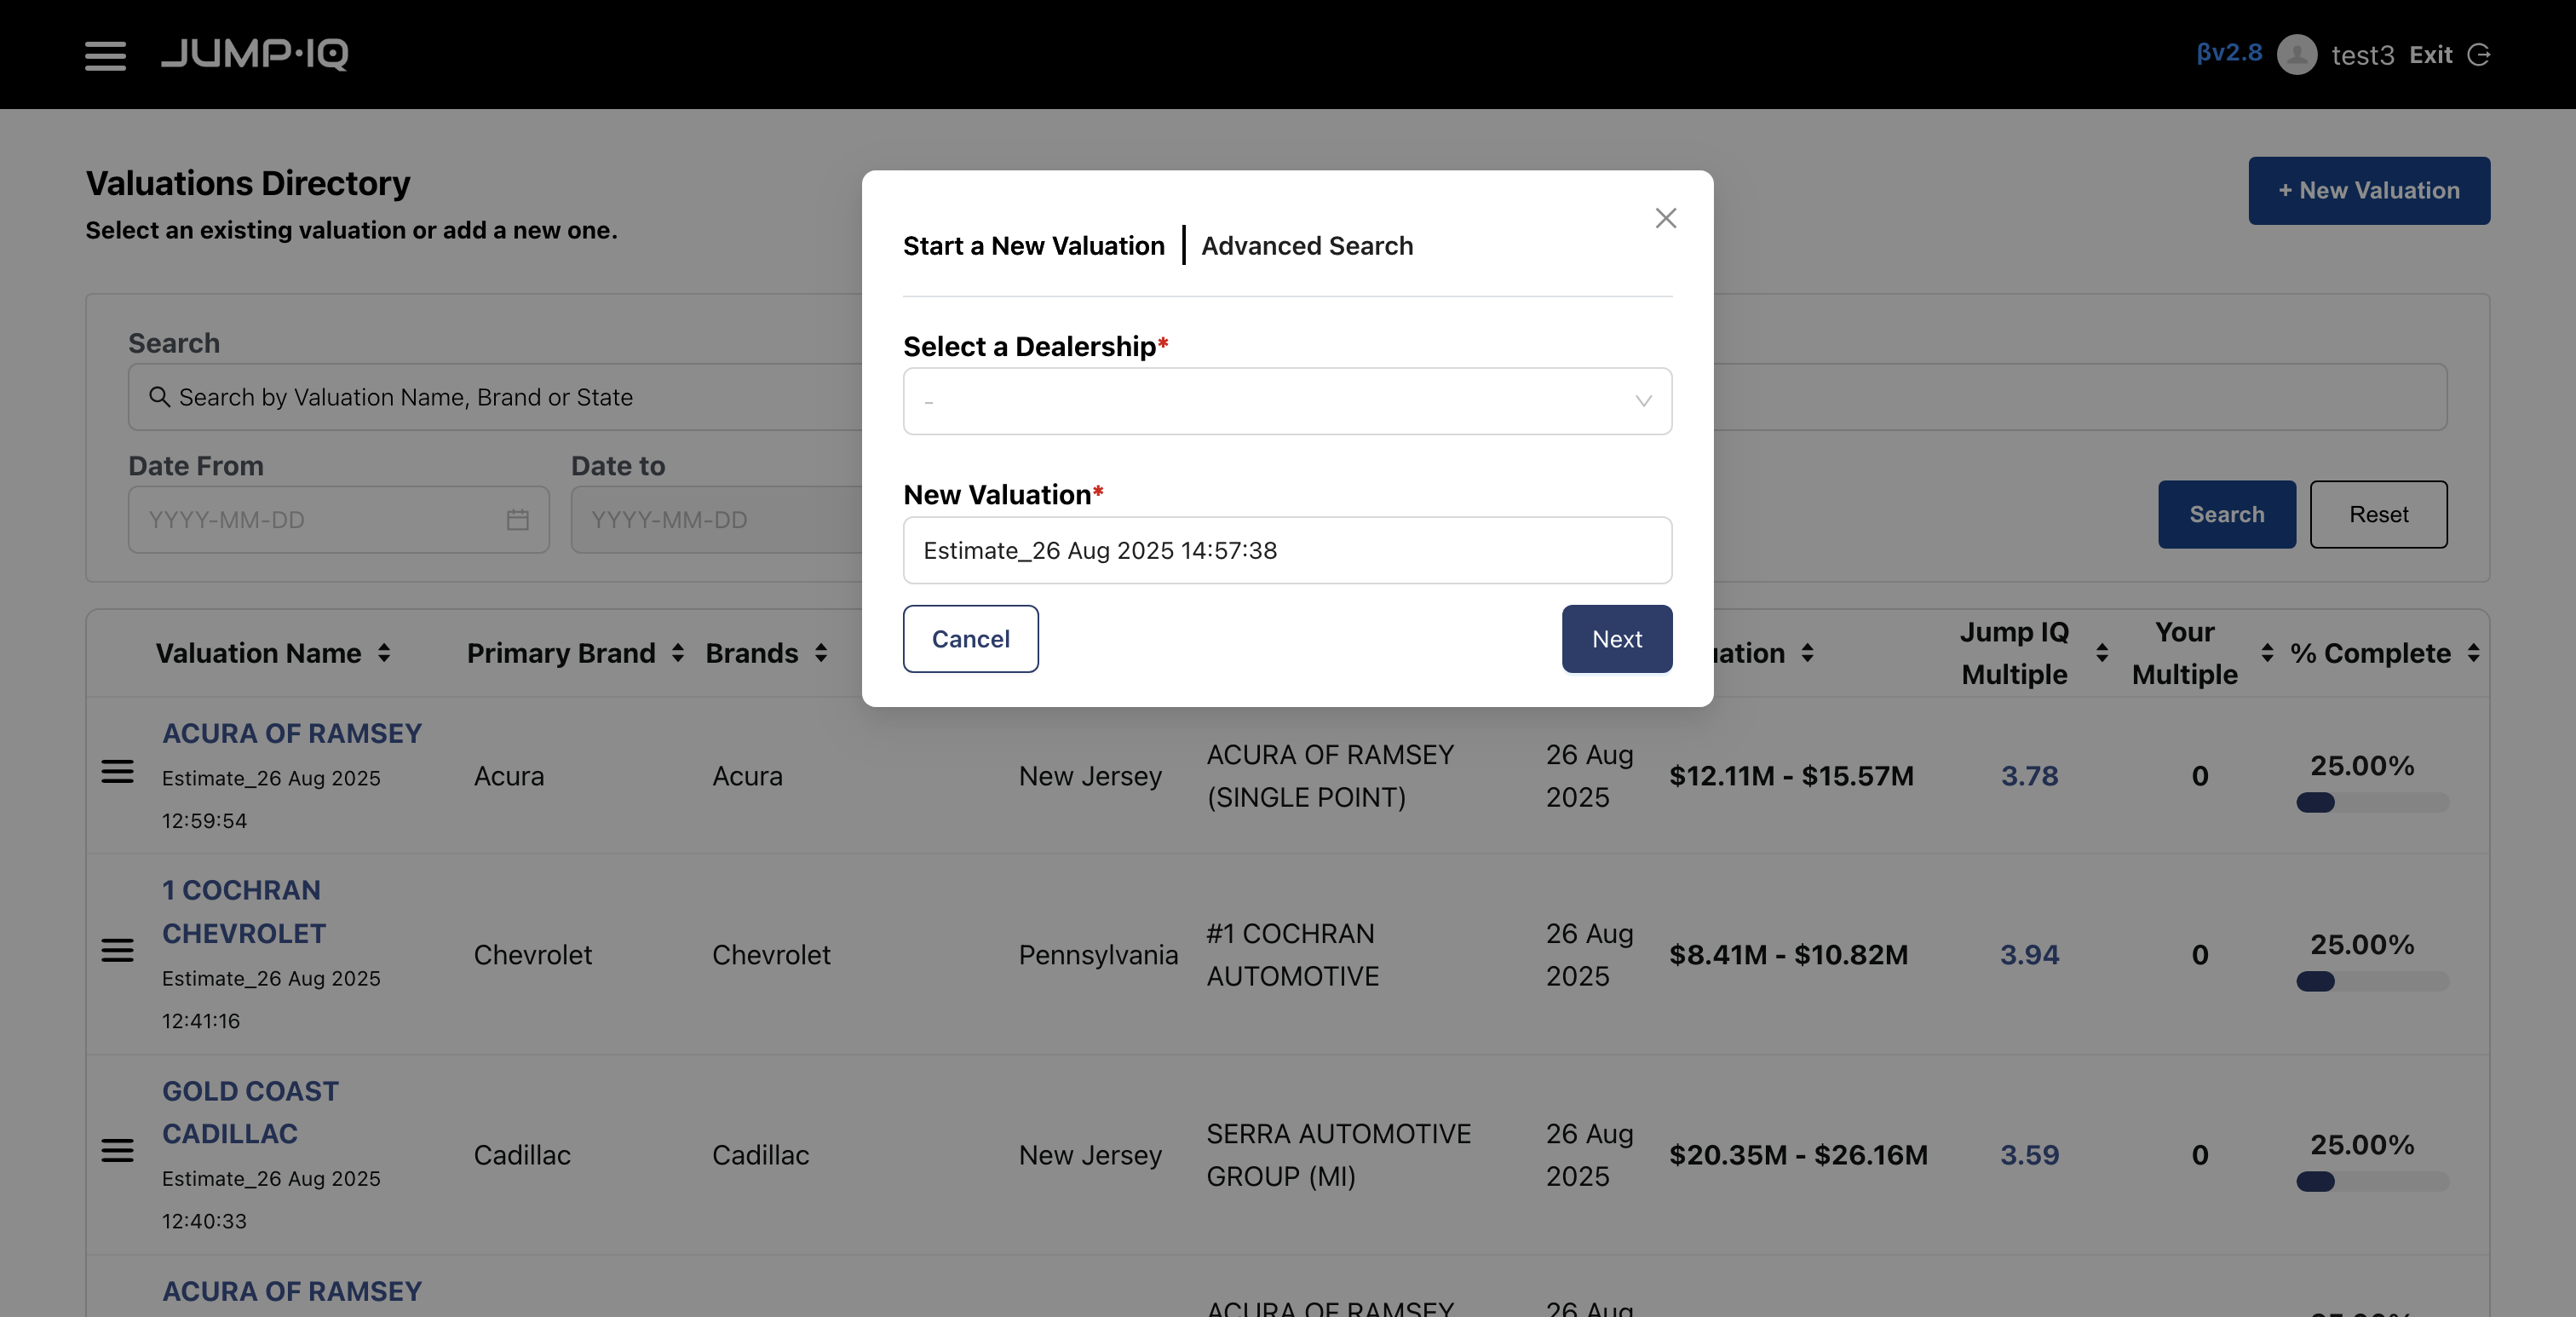 JUMP·IQ
βv2.8 test3 Exit
Valuations Directory
Select an existing valuation or add a new one.
+ New Valuation
Start a New Valuation | Advanced Search
Select a Dealership*
-
New Valuation*
Estimate_26 Aug 2025 14:57:38
Cancel
Next
Search
Search by Valuation Name, Brand or State
Date From
Date to
YYYY-MM-DD
YYYY-MM-DD
Search
Reset
Valuation Name
Primary Brand
Brands
Jump IQ
Multiple
Your
Multiple
% Complete
ACURA OF RAMSEY
Estimate_26 Aug 2025
12:59:54
Acura
Acura
New Jersey
ACURA OF RAMSEY
(SINGLE POINT)
26 Aug
2025
$12.11M - $15.57M
3.78
0
25.00%
1 COCHRAN
CHEVROLET
Estimate_26 Aug 2025
12:41:16
Chevrolet
Chevrolet
Pennsylvania
#1 COCHRAN
AUTOMOTIVE
26 Aug
2025
$8.41M - $10.82M
3.94
0
25.00%
GOLD COAST
CADILLAC
Estimate_26 Aug 2025
12:40:33
Cadillac
Cadillac
New Jersey
SERRA AUTOMOTIVE
GROUP (MI)
26 Aug
2025
$20.35M - $26.16M
3.59
0
25.00%
ACURA OF RAMSEY
ACURA OF RAMSEY
26 Aug